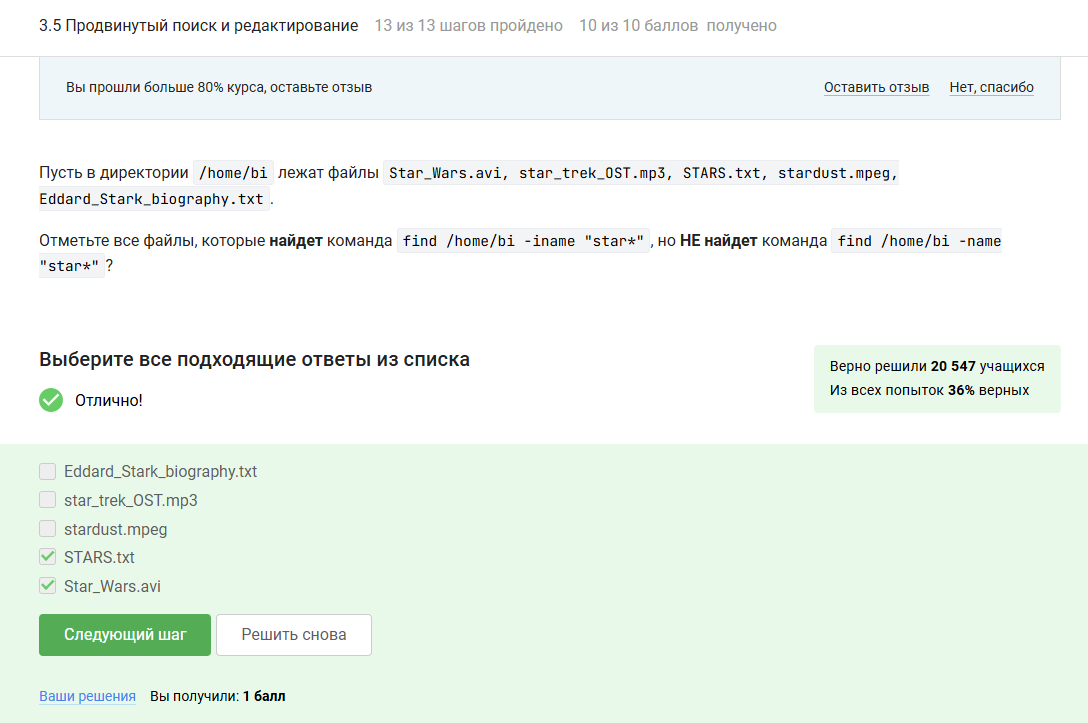 3.5 Продвинутый поиск и редактирование 13 из 13 шагов пройдено 10 из 10 баллов получено
Вы прошли больше 80% курса, оставьте отзыв Оставить отзыв Нет, спасибо
Пусть в директории /home/bi лежат файлы Star_Wars.avi, star_trek_OST.mp3, STARS.txt, stardust.mpeg,
Eddard_Stark_biography.txt .
Отметьте все файлы, которые найдет команда find /home/bi -iname "star*" , но НЕ найдет команда find /home/bi -name
"star*" ?
Выберите все подходящие ответы из списка
Верно решили 20 547 учащихся
Из всех попыток 36% верных
Отлично!
Eddard_Stark_biography.txt
star_trek_OST.mp3
stardust.mpeg
STARS.txt
Star_Wars.avi
Следующий шаг Решить снова
Ваши решения Вы получили: 1 балл